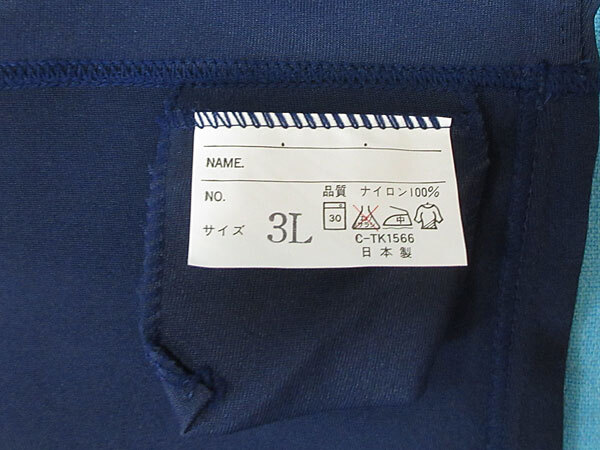 NAME.
NO.
品質 ナイロン100%
30 中
サイズ 3L
C-TK1566
日本製